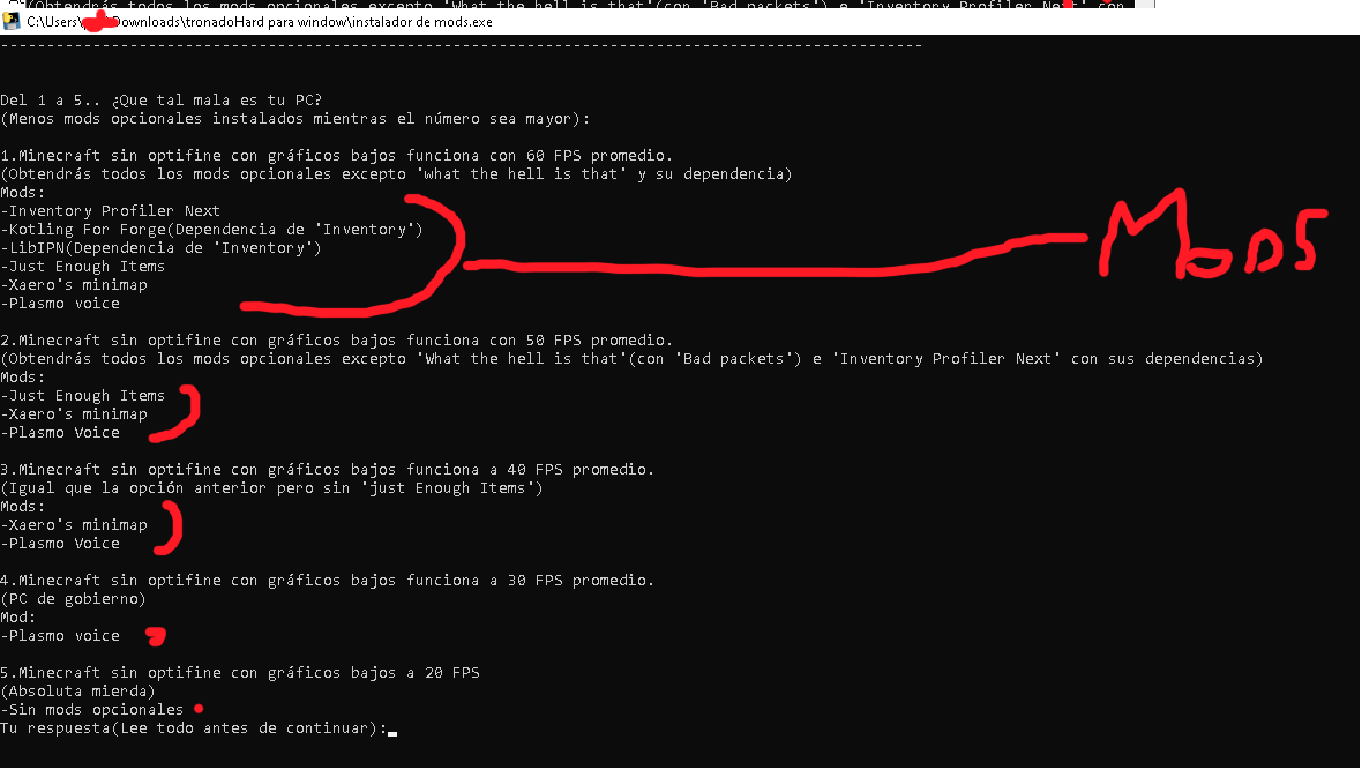 (Obtendrás todos los mods opcionales excepto 'What the hell is that'(con 'Bad packets') e 'Inventory Profiler Next' con
C:\Users\ Downloads\tronadoHard para window\instalador de mods.exe
--------------------------------------------------------------------------------
Del 1 a 5.. ¿Que tal mala es tu PC?
(Menos mods opcionales instalados mientras el número sea mayor):
1.Minecraft sin optifine con gráficos bajos funciona con 60 FPS promedio.
(Obtendrás todos los mods opcionales excepto 'what the hell is that' y su dependencia)
Mods:
-Inventory Profiler Next
-Kotling For Forge(Dependencia de 'Inventory')
-LibIPN(Dependencia de 'Inventory')
-Just Enough Items
-Xaero's minimap
-Plasmo voice
MODS
2.Minecraft sin optifine con gráficos bajos funciona con 50 FPS promedio.
(Obtendrás todos los mods opcionales excepto 'What the hell is that'(con 'Bad packets') e 'Inventory Profiler Next' con sus dependencias)
Mods:
-Just Enough Items
-Xaero's minimap
-Plasmo Voice
3.Minecraft sin optifine con gráficos bajos funciona a 40 FPS promedio.
(Igual que la opción anterior pero sin 'just Enough Items')
Mods:
-Xaero's minimap
-Plasmo Voice
4.Minecraft sin optifine con gráficos bajos funciona a 30 FPS promedio.
(PC de gobierno)
Mod:
-Plasmo voice
5.Minecraft sin optifine con gráficos bajos a 20 FPS
(Absoluta mierda)
-Sin mods opcionales
Tu respuesta(Lee todo antes de continuar):